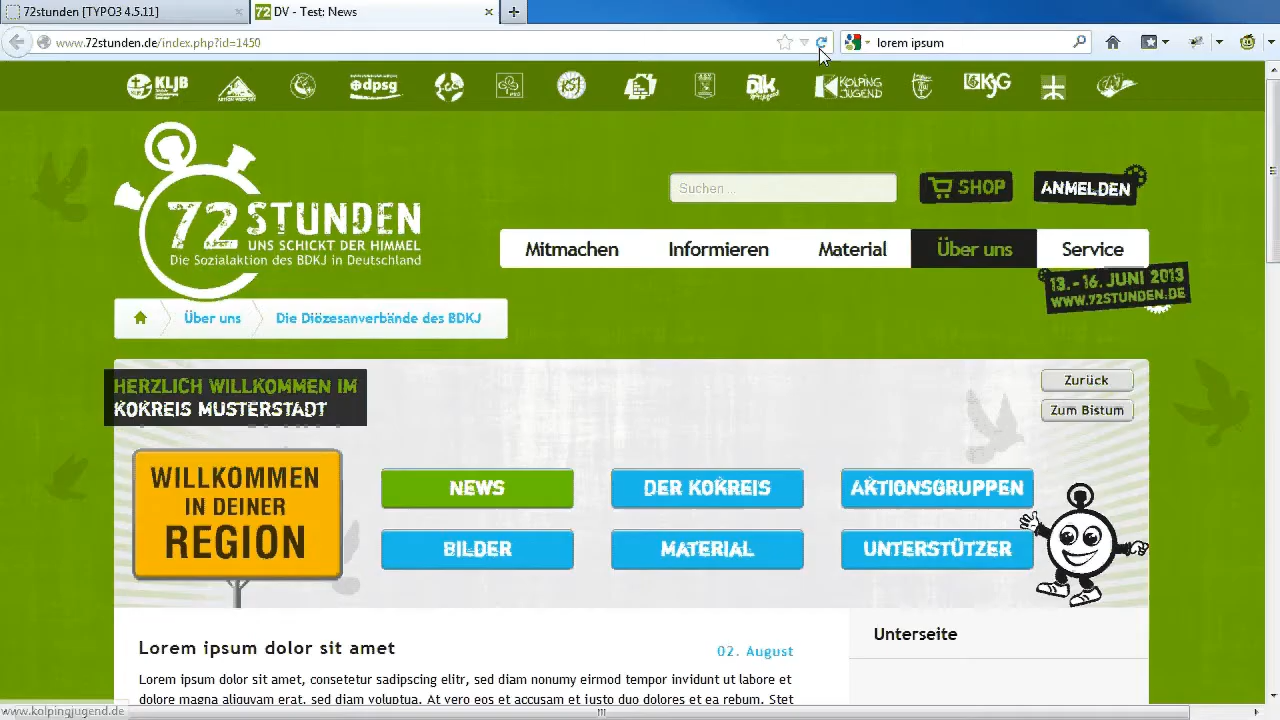 72stunden [TYPO3 4.5.11]
72 DV - Test: News
www.72stunden.de/index.php?id=1450
lorem ipsum
KLJB
dpsg
KSJ
djk
KOLPING JUGEND
KjG
72 STUNDEN
UNS SCHICKT DER HIMMEL
Die Sozialaktion des BDKJ in Deutschland
Suchen ...
SHOP
ANMELDEN
Mitmachen
Informieren
Material
Über uns
Service
13.-16. JUNI 2013
WWW.72STUNDEN.DE
Über uns
Die Diözesanverbände des BDKJ
HERZLICH WILLKOMMEN IM
KOKREIS MUSTERSTADT
Zurück
Zum Bistum
WILLKOMMEN
IN DEINER
REGION
NEWS
DER KOKREIS
AKTIONSGRUPPEN
BILDER
MATERIAL
UNTERSTÜTZER
Lorem ipsum dolor sit amet
02. August
Unterseite
Lorem ipsum dolor sit amet, consetetur sadipscing elitr, sed diam nonumy eirmod tempor invidunt ut labore et
dolore magna aliquyam erat, sed diam voluptua. At vero eos et accusam et justo duo dolores et ea rebum. Stet
www.kolpingjugend.de